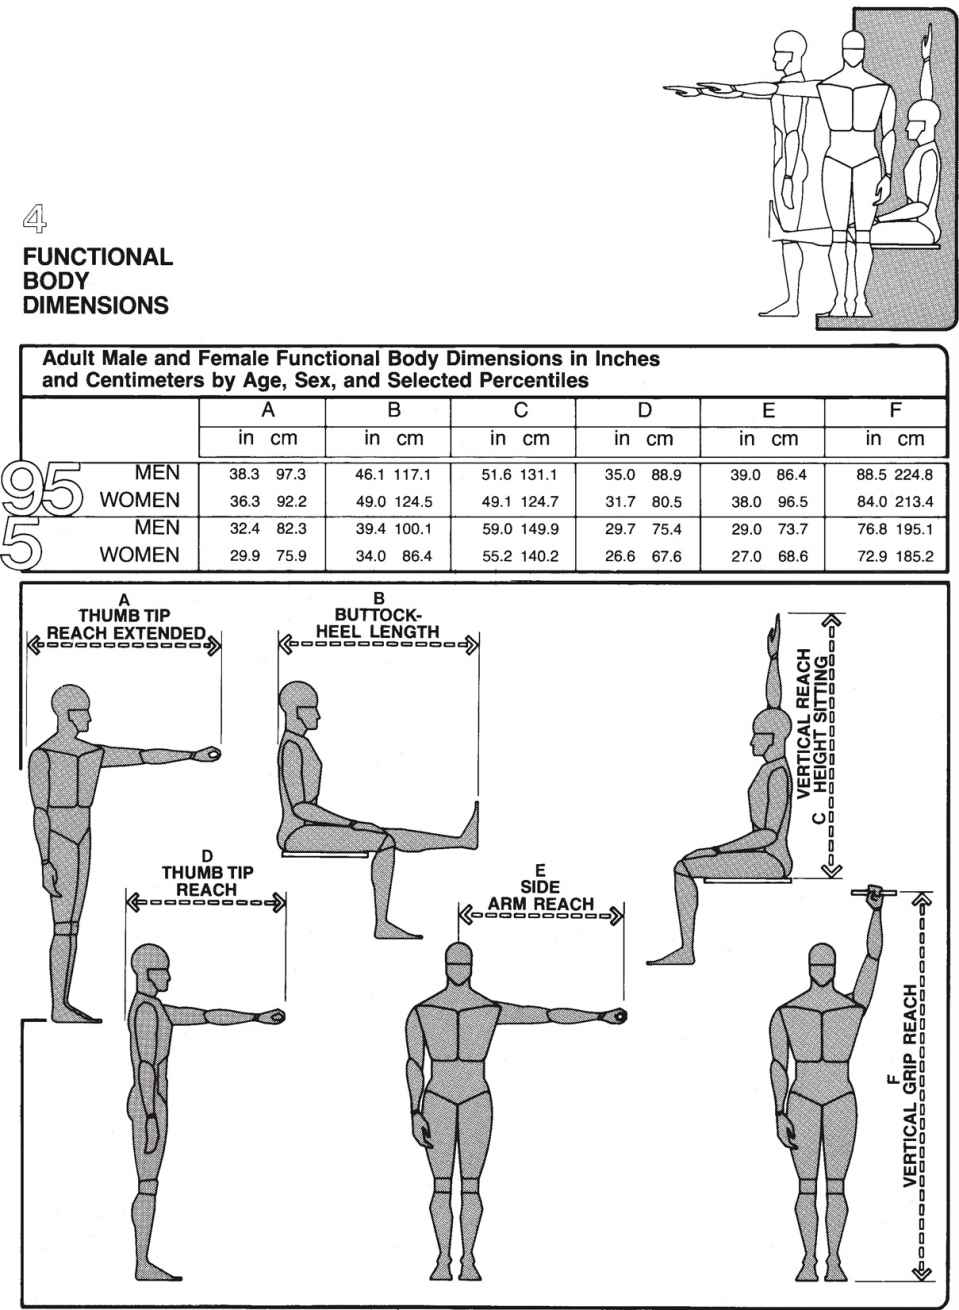 4
FUNCTIONAL
BODY
DIMENSIONS
Adult Male and Female Functional Body Dimensions in Inches
and Centimeters by Age, Sex, and Selected Percentiles
A B C D E F
in cm in cm in cm in cm in cm in cm
95 MEN 38.3 97.3 46.1 117.1 51.6 131.1 35.0 88.9 39.0 86.4 88.5 224.8
WOMEN 36.3 92.2 49.0 124.5 49.1 124.7 31.7 80.5 38.0 96.5 84.0 213.4
5 MEN 32.4 82.3 39.4 100.1 59.0 149.9 29.7 75.4 29.0 73.7 76.8 195.1
WOMEN 29.9 75.9 34.0 86.4 55.2 140.2 26.6 67.6 27.0 68.6 72.9 185.2
A
THUMB TIP
REACH EXTENDED
B
BUTTOCK-
HEEL LENGTH
C
VERTICAL REACH
HEIGHT SITTING
D
THUMB TIP
REACH
E
SIDE
ARM REACH
F
VERTICAL GRIP REACH